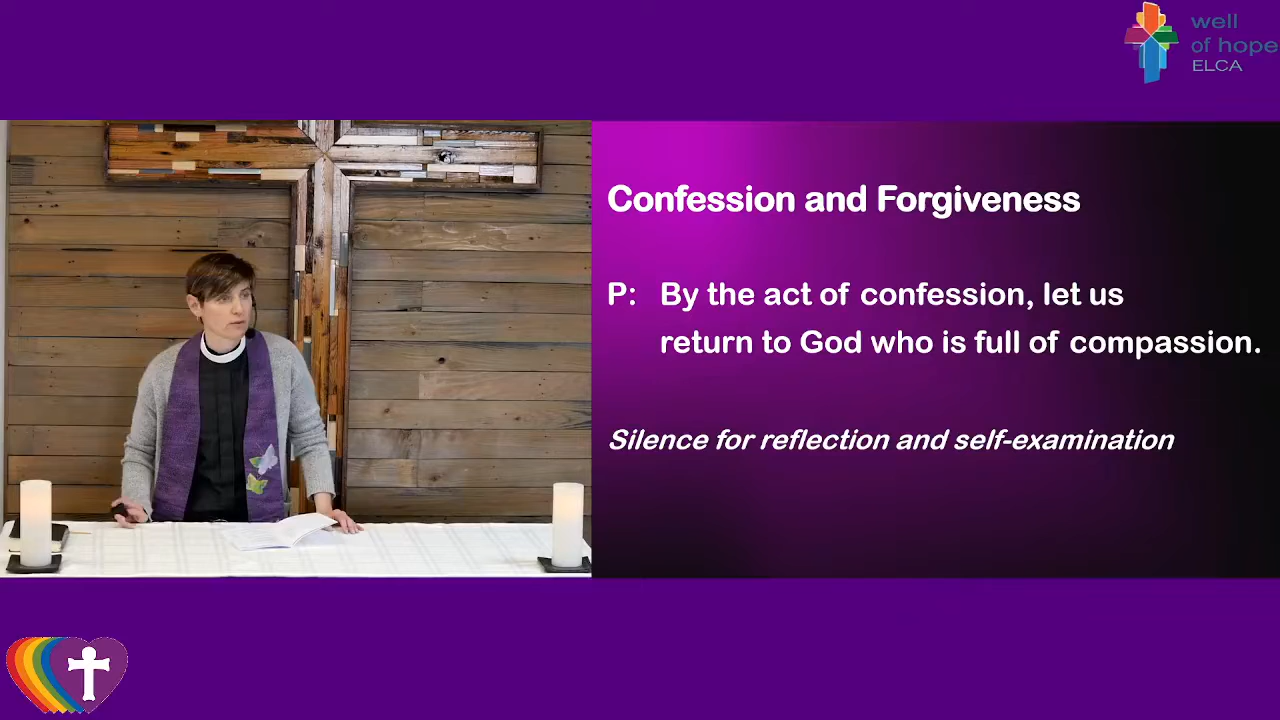 well
of hope
ELCA
Confession and Forgiveness
P: By the act of confession, let us
return to God who is full of compassion.
Silence for reflection and self-examination